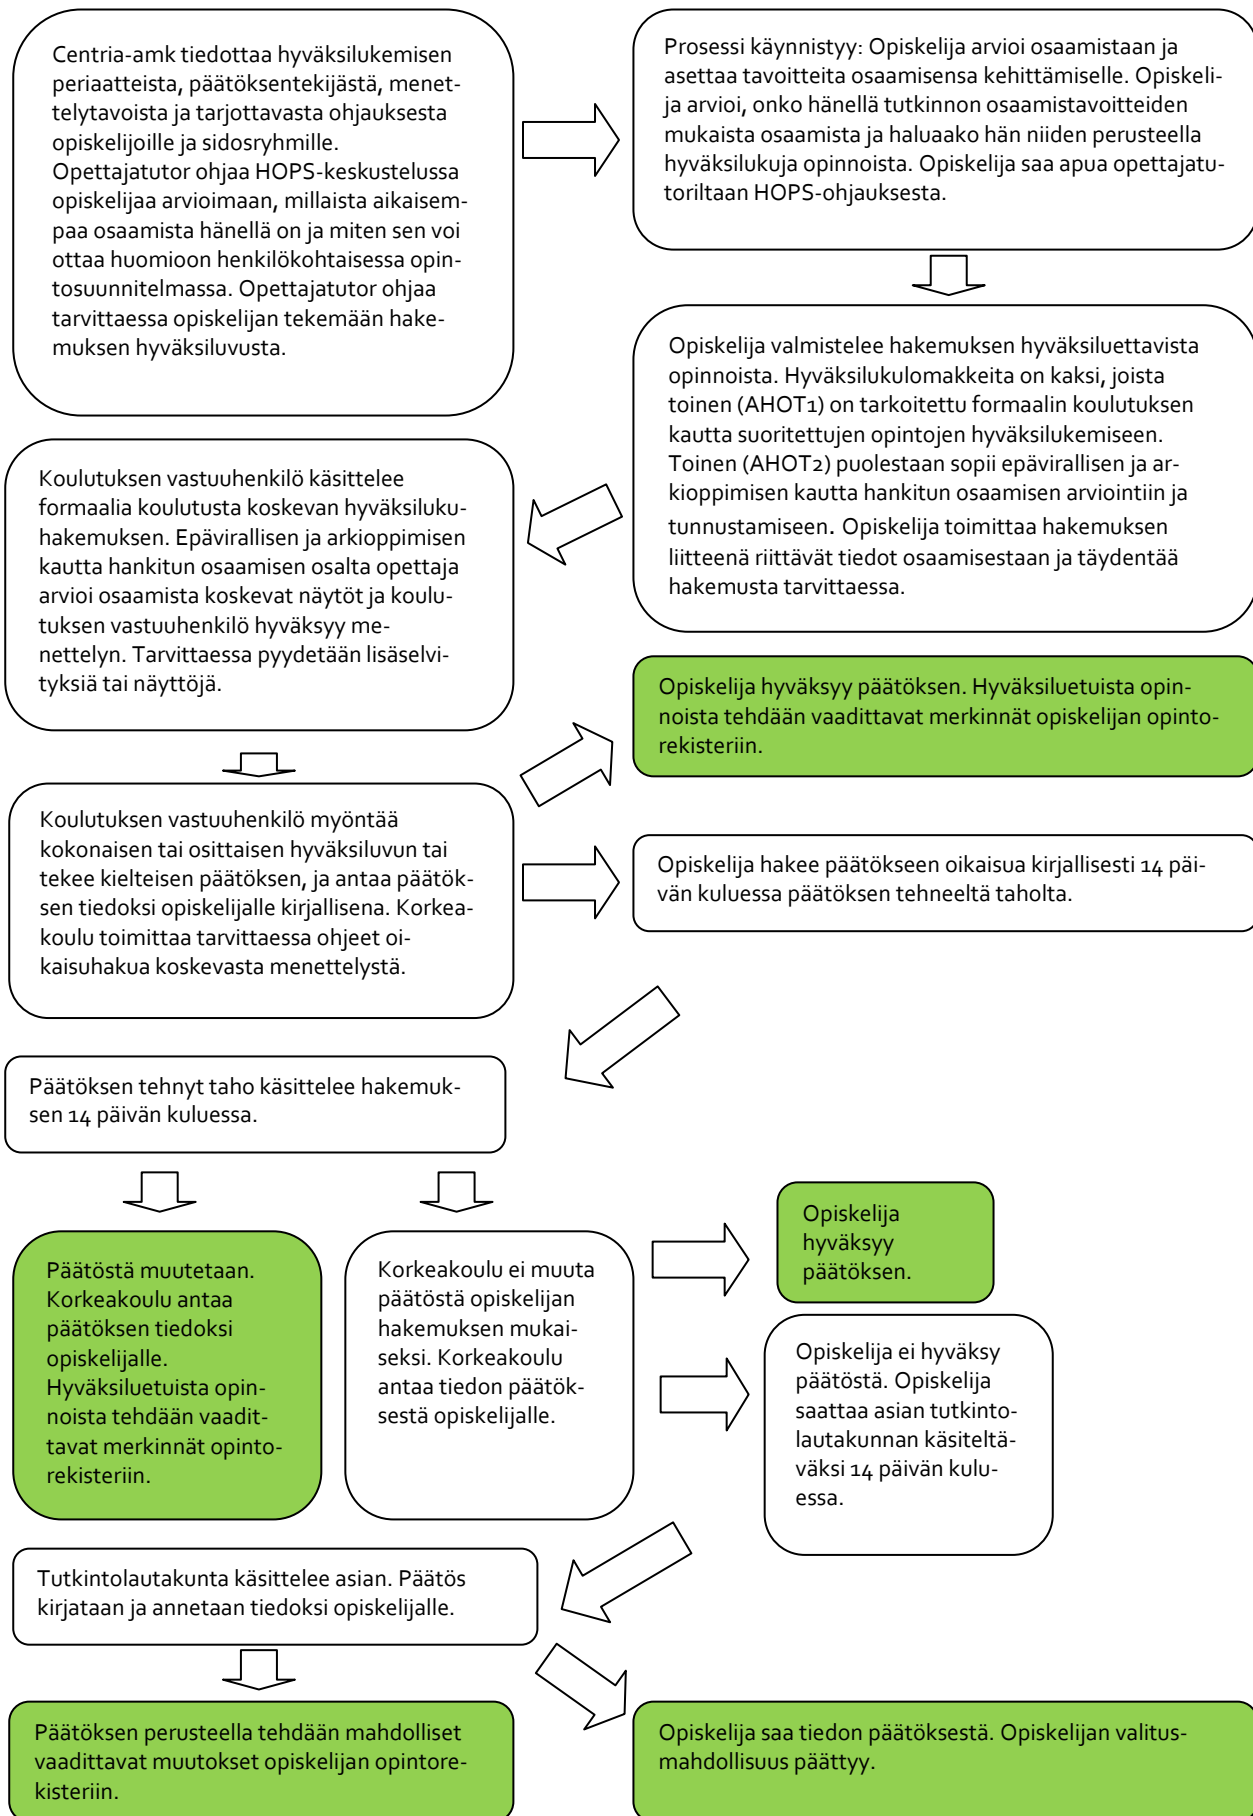 Centria-amk tiedottaa hyväksilukemisen
periaatteista, päätöksentekijästä, menet-
telytavoista ja tarjottavasta ohjauksesta
opiskelijoille ja sidosryhmille.
Opettajatutor ohjaa HOPS-keskustelussa
opiskelijaa arvioimaan, millaista aikaisem-
paa osaamista hänellä on ja miten sen voi
ottaa huomioon henkilökohtaisessa opin-
tosuunnitelmassa. Opettajatutor ohjaa
tarvittaessa opiskelijan tekemään hake-
muksen hyväksiluvusta.
Prosessi käynnistyy: Opiskelija arvioi osaamistaan ja
asettaa tavoitteita osaamisensa kehittämiselle. Opiskeli-
ja arvioi, onko hänellä tutkinnon osaamistavoitteiden
mukaista osaamista ja haluaako hän niiden perusteella
hyväksilukuja opinnoista. Opiskelija saa apua opettajatu-
toriltaan HOPS-ohjauksesta.
Opiskelija valmistelee hakemuksen hyväksiluettavista
opinnoista. Hyväksilukulomakkeita on kaksi, joista
toinen (AHOT1) on tarkoitettu formaalin koulutuksen
kautta suoritettujen opintojen hyväksilukemiseen.
Toinen (AHOT2) puolestaan sopii epävirallisen ja ar-
kioppimisen kautta hankitun osaamisen arviointiin ja
tunnustamiseen. Opiskelija toimittaa hakemuksen
liitteenä riittävät tiedot osaamisestaan ja täydentää
hakemusta tarvittaessa.
Koulutuksen vastuuhenkilö käsittelee
formaalia koulutusta koskevan hyväksiluku-
hakemuksen. Epävirallisen ja arkioppimisen
kautta hankitun osaamisen osalta opettaja
arvioi osaamista koskevat näytöt ja koulu-
tuksen vastuuhenkilö hyväksyy me-
nettelyn. Tarvittaessa pyydetään lisäselvi-
tyksiä tai näyttöjä.
Opiskelija hyväksyy päätöksen. Hyväksiluetuista opin-
noista tehdään vaadittavat merkinnät opiskelijan opinto-
rekisteriin.
Koulutuksen vastuuhenkilö myöntää
kokonaisen tai osittaisen hyväksiluvun tai
tekee kielteisen päätöksen, ja antaa päätök-
sen tiedoksi opiskelijalle kirjallisena. Korkea-
koulu toimittaa tarvittaessa ohjeet oi-
kaisuhakua koskevasta menettelystä.
Opiskelija hakee päätökseen oikaisua kirjallisesti 14 päi-
vän kuluessa päätöksen tehneeltä taholta.
Päätöksen tehnyt taho käsittelee hakemuk-
sen 14 päivän kuluessa.
Päätöstä muutetaan.
Korkeakoulu antaa
päätöksen tiedoksi
opiskelijalle.
Hyväksiluetuista opin-
noista tehdään vaadit-
tavat merkinnät opinto-
rekisteriin.
Korkeakoulu ei muuta
päätöstä opiskelijan
hakemuksen mukai-
seksi. Korkeakoulu
antaa tiedon päätök-
sestä opiskelijalle.
Opiskelija
hyväksyy
päätöksen.
Opiskelija ei hyväksy
päätöstä. Opiskelija
saattaa asian tutkinto-
lautakunnan käsiteltä-
väksi 14 päivän kulu-
essa.
Tutkintolautakunta käsittelee asian. Päätös
kirjataan ja annetaan tiedoksi opiskelijalle.
Päätöksen perusteella tehdään mahdolliset
vaadittavat muutokset opiskelijan opintore-
kisteriin.
Opiskelija saa tiedon päätöksestä. Opiskelijan valitus-
mahdollisuus päättyy.